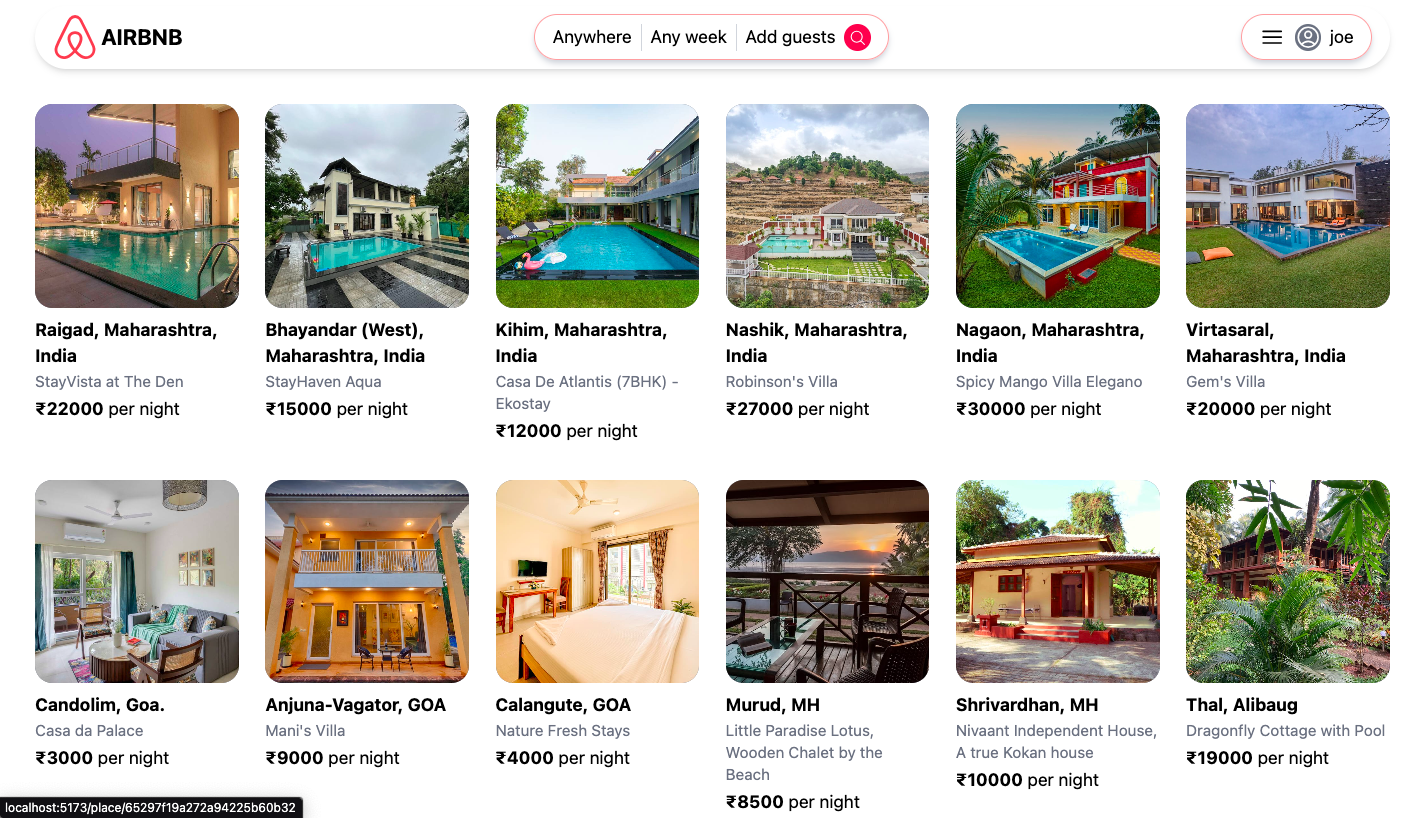 AIRBNB
Anywhere
Any week
Add guests
joe
Raigad, Maharashtra,
India
StayVista at The Den
₹22000 per night
Bhayandar (West),
Maharashtra, India
StayHaven Aqua
₹15000 per night
Kihim, Maharashtra,
India
Casa De Atlantis (7BHK) -
Ekostay
₹12000 per night
Nashik, Maharashtra,
India
Robinson's Villa
₹27000 per night
Nagaon, Maharashtra,
India
Spicy Mango Villa Elegano
₹30000 per night
Virtasaral,
Maharashtra, India
Gem's Villa
₹20000 per night
Candolim, Goa.
Casa da Palace
₹3000 per night
Anjuna-Vagator, GOA
Mani's Villa
₹9000 per night
Calangute, GOA
Nature Fresh Stays
₹4000 per night
Murud, MH
Little Paradise Lotus,
Wooden Chalet by the
Beach
₹8500 per night
Shrivardhan, MH
Nivaant Independent House,
A true Kokan house
₹10000 per night
Thal, Alibaug
Dragonfly Cottage with Pool
₹19000 per night
localhost:5173/place/65297f19a272a94225b60b32